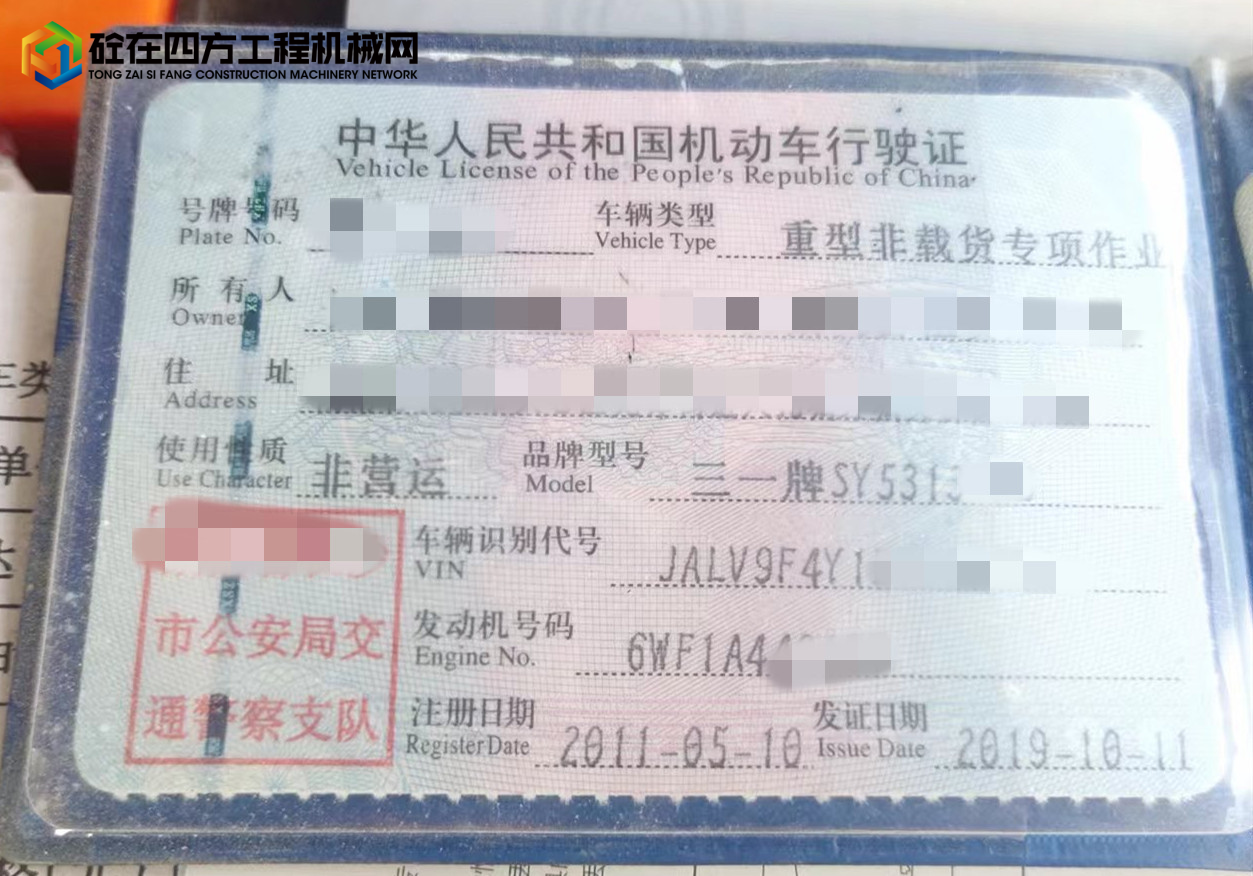 砼在四方工程机械网
TONG ZAI SI FANG CONSTRUCTION MACHINERY NETWORK
中华人民共和国机动车行驶证
Vehicle License of the People's Republic of China
号牌号码 车辆类型 重型非载货专项作业
Plate No. Vehicle Type
所有人
Owner
住址
Address
使用性质 非营运 品牌型号 三一牌SY5313
Use Character Model
车辆识别代号 JALV9F4Y1
VIN
市公安局交
通警察支队
发动机号码 6WF1A4
Engine No.
注册日期 2011-05-10 发证日期 2019-10-11
Register Date Issue Date